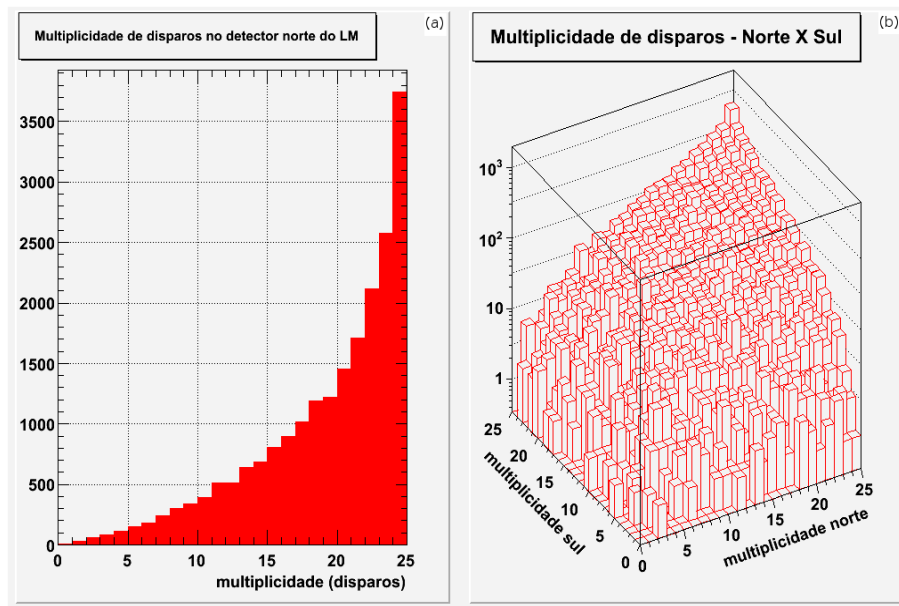 Multiplicidade de disparos no detector norte do LM
(a)
3500
3000
2500
2000
1500
1000
500
0
0 5 10 15 20 25
multiplicidade (disparos)
Multiplicidade de disparos - Norte X Sul
(b)
10³
10²
10
1
25
20
15
10
5
0
multiplicidade sul
0 5 10 15 20 25
multiplicidade norte